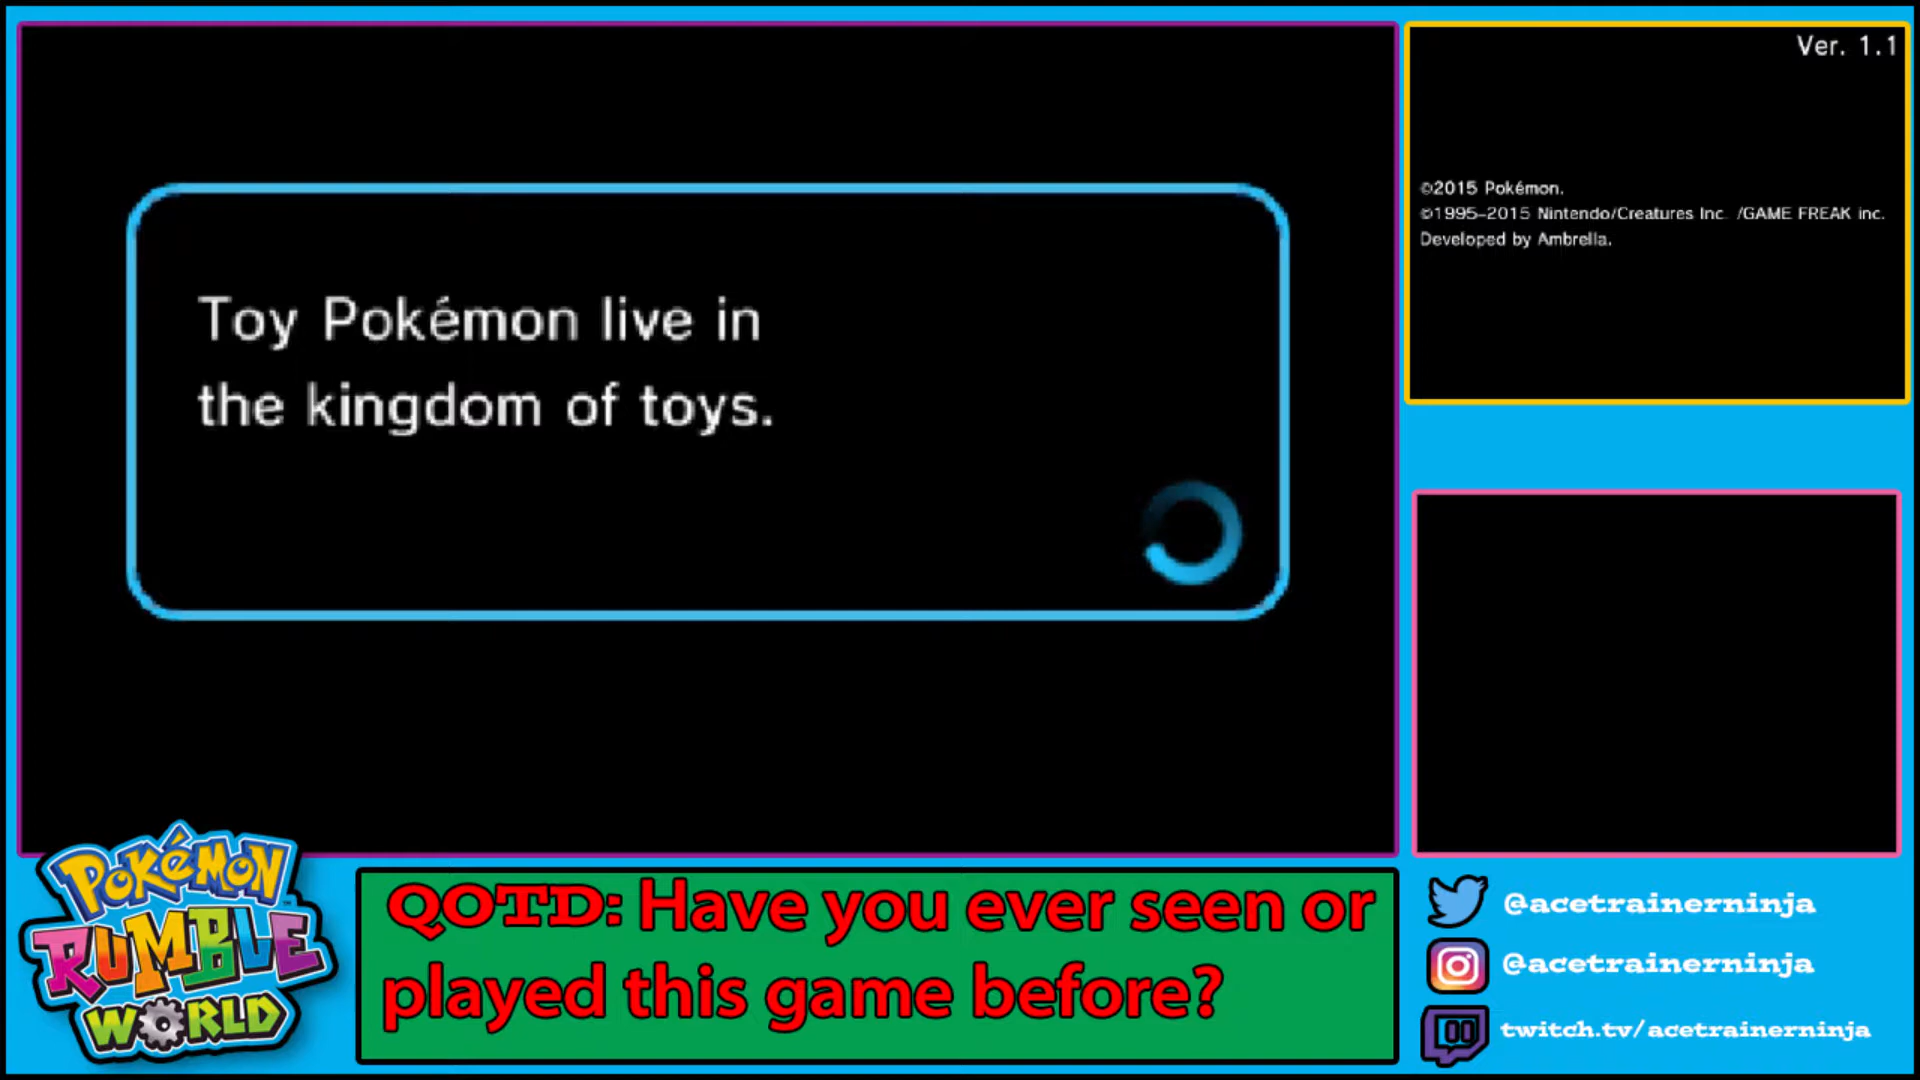 Ver. 1.1
©2015 Pokémon.
©1995–2015 Nintendo/Creatures Inc. /GAME FREAK inc.
Developed by Ambrella.
Toy Pokémon live in
the kingdom of toys.
POKéMON
RUMBLE
WORLD
QOTD: Have you ever seen or
played this game before?
@acetrainerninja
@acetrainerninja
twitch.tv/acetrainerninja